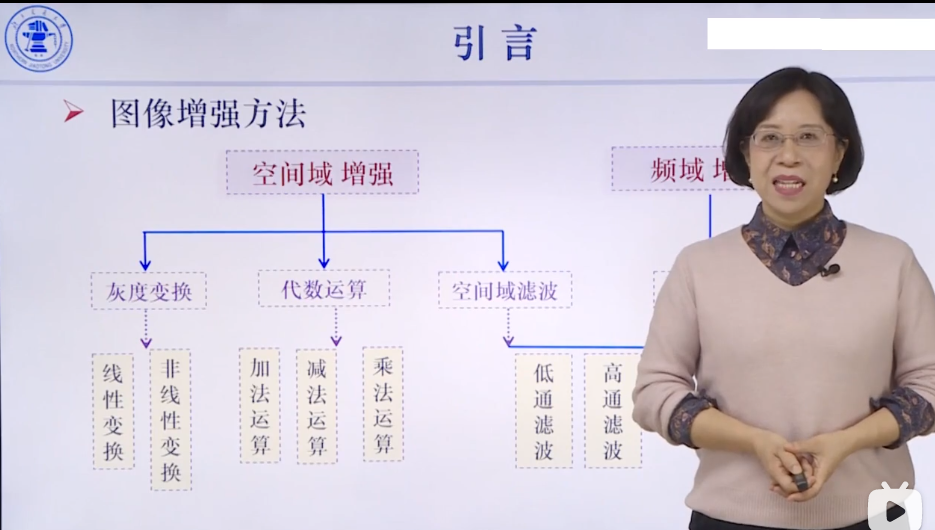 引言
图像增强方法
空间域 增强
频域 增
灰度变换
代数运算
空间域滤波
线性变换
非线性变换
加法运算
减法运算
乘法运算
低通滤波
高通滤波